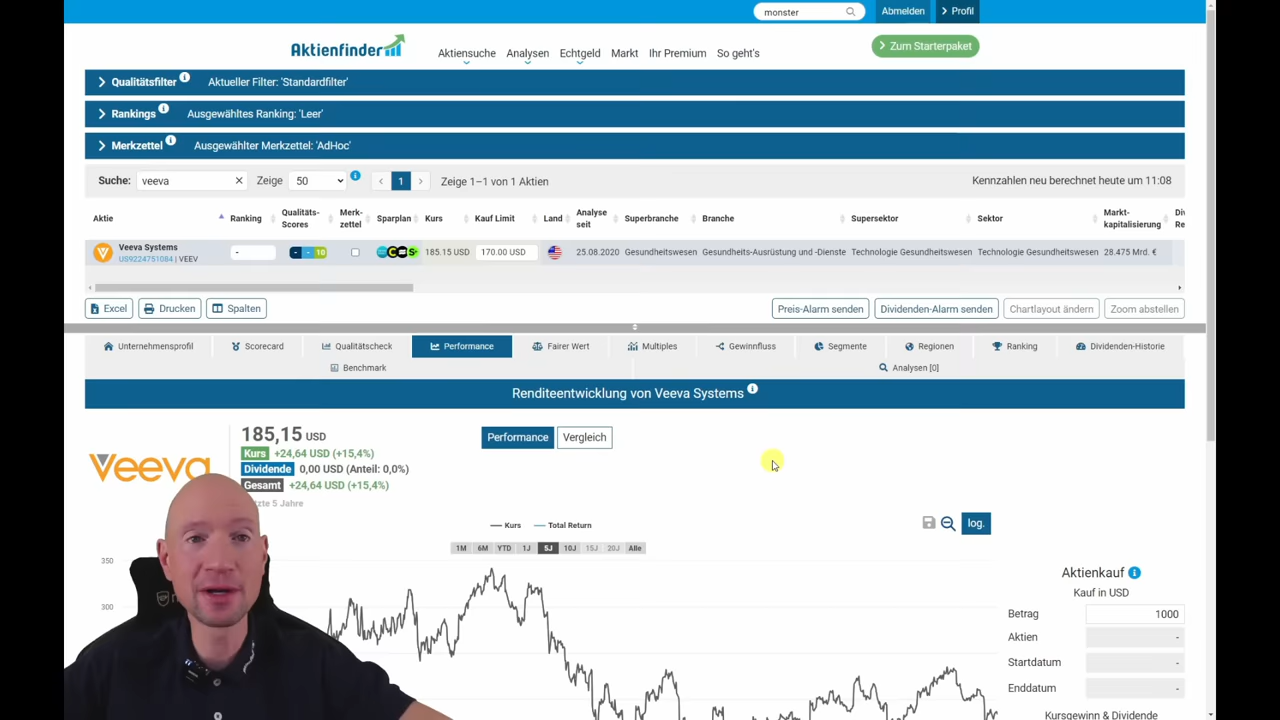 monster
Abmelden
Profil
Aktienfinder
Aktiensuche Analysen Echtgeld Markt Ihr Premium So geht's
Zum Starterpaket
Qualitätsfilter Aktueller Filter: 'Standardfilter'
Rankings Ausgewähltes Ranking: 'Leer'
Merkzettel Ausgewählter Merkzettel: 'AdHoc'
Suche: veeva Zeige 50 1 Zeige 1–1 von 1 Aktien Kennzahlen neu berechnet heute um 11:08
Aktie Ranking Qualitäts-Scores Merk-zettel Sparplan Kurs Kauf Limit Land Analyse seit Superbranche Branche Supersektor Sektor Markt-kapitalisierung
Veeva Systems
US9224751084 | VEEV
- - - 10 185.15 USD 170.00 USD 25.08.2020 Gesundheitswesen Gesundheits-Ausrüstung und -Dienste Technologie Gesundheitswesen Technologie Gesundheitswesen 28.475 Mrd. €
Excel Drucken Spalten Preis-Alarm senden Dividenden-Alarm senden Chartlayout ändern Zoom abstellen
Unternehmensprofil Scorecard Qualitätscheck Performance Fairer Wert Multiples Gewinnfluss Segmente Regionen Ranking Dividenden-Historie
Benchmark Analysen [0]
Renditeentwicklung von Veeva Systems
Veeva
185,15 USD
Kurs +24,64 USD (+15,4%)
Dividende 0,00 USD (Anteil: 0,0%)
Gesamt +24,64 USD (+15,4%)
Performance Vergleich
Kurs Total Return
log.
1M 6M YTD 1J 5J 10J 15J 20J Alle
350
300
Aktienkauf
Kauf in USD
Betrag 1000
Aktien -
Startdatum -
Enddatum -
Kursgewinn & Dividende